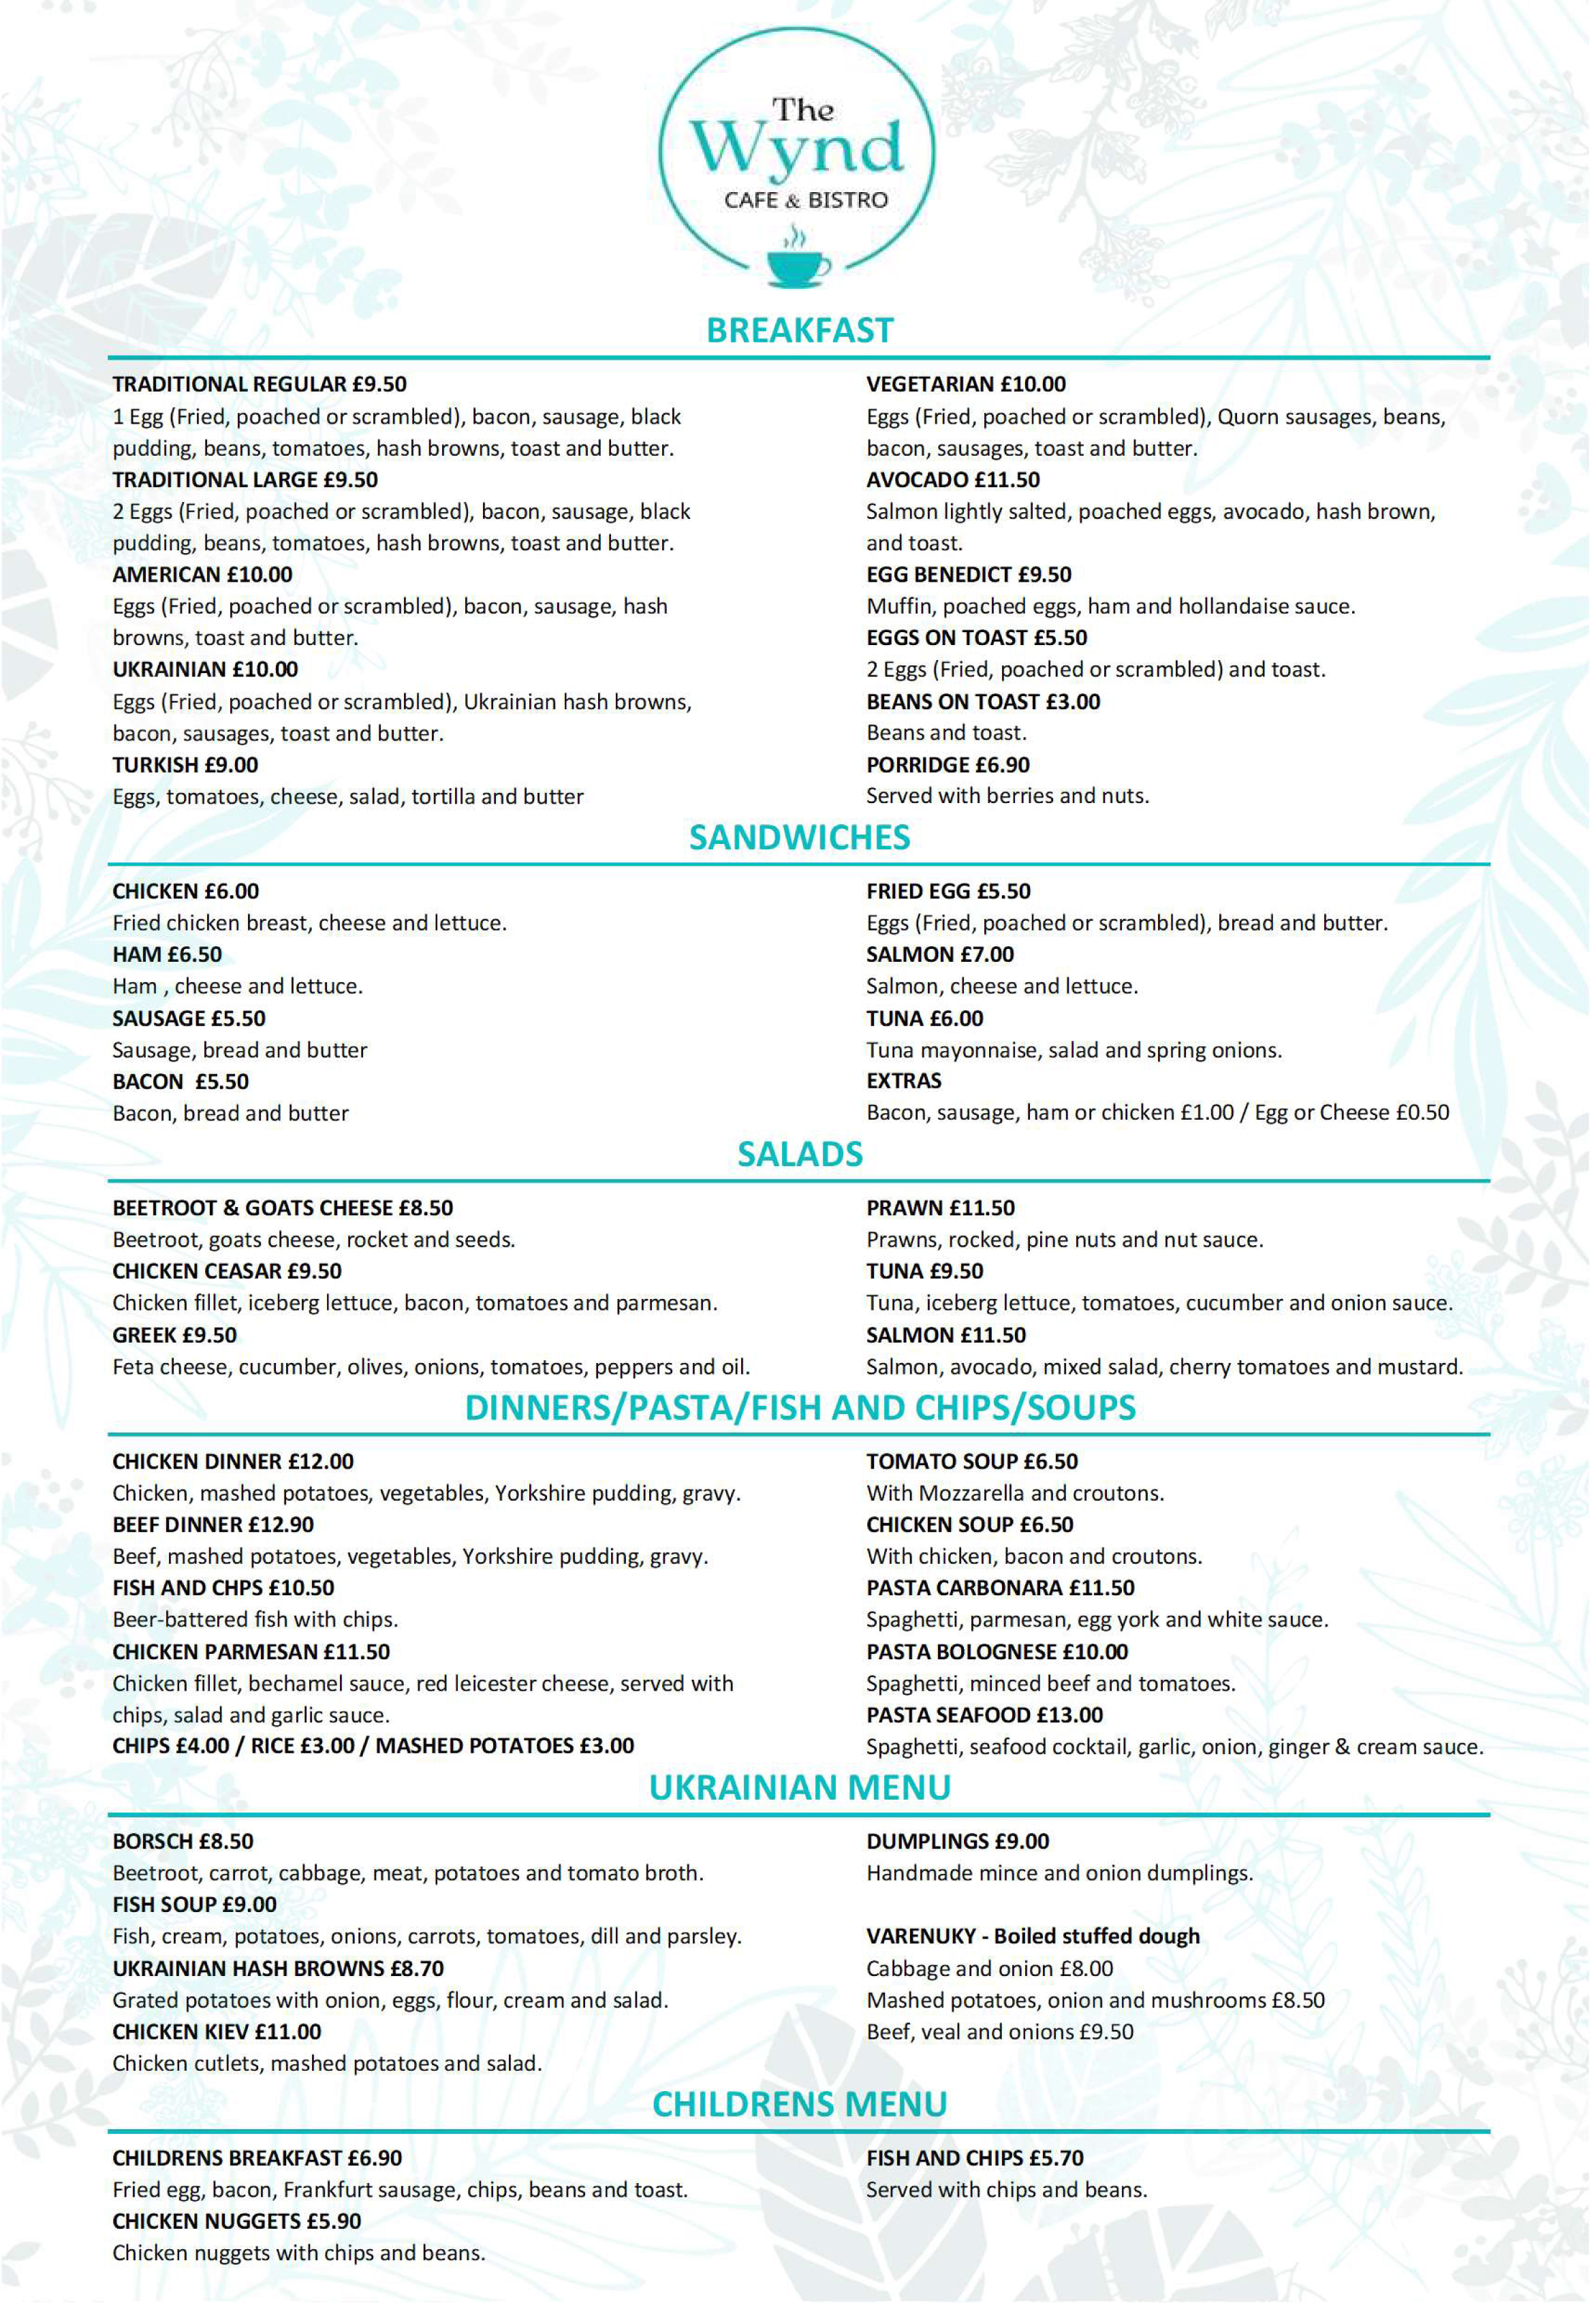 The
Wynd
CAFE & BISTRO
BREAKFAST
TRADITIONAL REGULAR £9.50
1 Egg (Fried, poached or scrambled), bacon, sausage, black
pudding, beans, tomatoes, hash browns, toast and butter.
TRADITIONAL LARGE £9.50
2 Eggs (Fried, poached or scrambled), bacon, sausage, black
pudding, beans, tomatoes, hash browns, toast and butter.
AMERICAN £10.00
Eggs (Fried, poached or scrambled), bacon, sausage, hash
browns, toast and butter.
UKRAINIAN £10.00
Eggs (Fried, poached or scrambled), Ukrainian hash browns,
bacon, sausages, toast and butter.
TURKISH £9.00
Eggs, tomatoes, cheese, salad, tortilla and butter
VEGETARIAN £10.00
Eggs (Fried, poached or scrambled), Quorn sausages, beans,
bacon, sausages, toast and butter.
AVOCADO £11.50
Salmon lightly salted, poached eggs, avocado, hash brown,
and toast.
EGG BENEDICT £9.50
Muffin, poached eggs, ham and hollandaise sauce.
EGGS ON TOAST £5.50
2 Eggs (Fried, poached or scrambled) and toast.
BEANS ON TOAST £3.00
Beans and toast.
PORRIDGE £6.90
Served with berries and nuts.
SANDWICHES
CHICKEN £6.00
Fried chicken breast, cheese and lettuce.
HAM £6.50
Ham , cheese and lettuce.
SAUSAGE £5.50
Sausage, bread and butter
BACON £5.50
Bacon, bread and butter
FRIED EGG £5.50
Eggs (Fried, poached or scrambled), bread and butter.
SALMON £7.00
Salmon, cheese and lettuce.
TUNA £6.00
Tuna mayonnaise, salad and spring onions.
EXTRAS
Bacon, sausage, ham or chicken £1.00 / Egg or Cheese £0.50
SALADS
BEETROOT & GOATS CHEESE £8.50
Beetroot, goats cheese, rocket and seeds.
CHICKEN CEASAR £9.50
Chicken fillet, iceberg lettuce, bacon, tomatoes and parmesan.
GREEK £9.50
Feta cheese, cucumber, olives, onions, tomatoes, peppers and oil.
PRAWN £11.50
Prawns, rocked, pine nuts and nut sauce.
TUNA £9.50
Tuna, iceberg lettuce, tomatoes, cucumber and onion sauce.
SALMON £11.50
Salmon, avocado, mixed salad, cherry tomatoes and mustard.
DINNERS/PASTA/FISH AND CHIPS/SOUPS
CHICKEN DINNER £12.00
Chicken, mashed potatoes, vegetables, Yorkshire pudding, gravy.
BEEF DINNER £12.90
Beef, mashed potatoes, vegetables, Yorkshire pudding, gravy.
FISH AND CHPS £10.50
Beer-battered fish with chips.
CHICKEN PARMESAN £11.50
Chicken fillet, bechamel sauce, red leicester cheese, served with
chips, salad and garlic sauce.
CHIPS £4.00 / RICE £3.00 / MASHED POTATOES £3.00
TOMATO SOUP £6.50
With Mozzarella and croutons.
CHICKEN SOUP £6.50
With chicken, bacon and croutons.
PASTA CARBONARA £11.50
Spaghetti, parmesan, egg york and white sauce.
PASTA BOLOGNESE £10.00
Spaghetti, minced beef and tomatoes.
PASTA SEAFOOD £13.00
Spaghetti, seafood cocktail, garlic, onion, ginger & cream sauce.
UKRAINIAN MENU
BORSCH £8.50
Beetroot, carrot, cabbage, meat, potatoes and tomato broth.
FISH SOUP £9.00
Fish, cream, potatoes, onions, carrots, tomatoes, dill and parsley.
UKRAINIAN HASH BROWNS £8.70
Grated potatoes with onion, eggs, flour, cream and salad.
CHICKEN KIEV £11.00
Chicken cutlets, mashed potatoes and salad.
DUMPLINGS £9.00
Handmade mince and onion dumplings.
VARENUKY - Boiled stuffed dough
Cabbage and onion £8.00
Mashed potatoes, onion and mushrooms £8.50
Beef, veal and onions £9.50
CHILDRENS MENU
CHILDRENS BREAKFAST £6.90
Fried egg, bacon, Frankfurt sausage, chips, beans and toast.
CHICKEN NUGGETS £5.90
Chicken nuggets with chips and beans.
FISH AND CHIPS £5.70
Served with chips and beans.